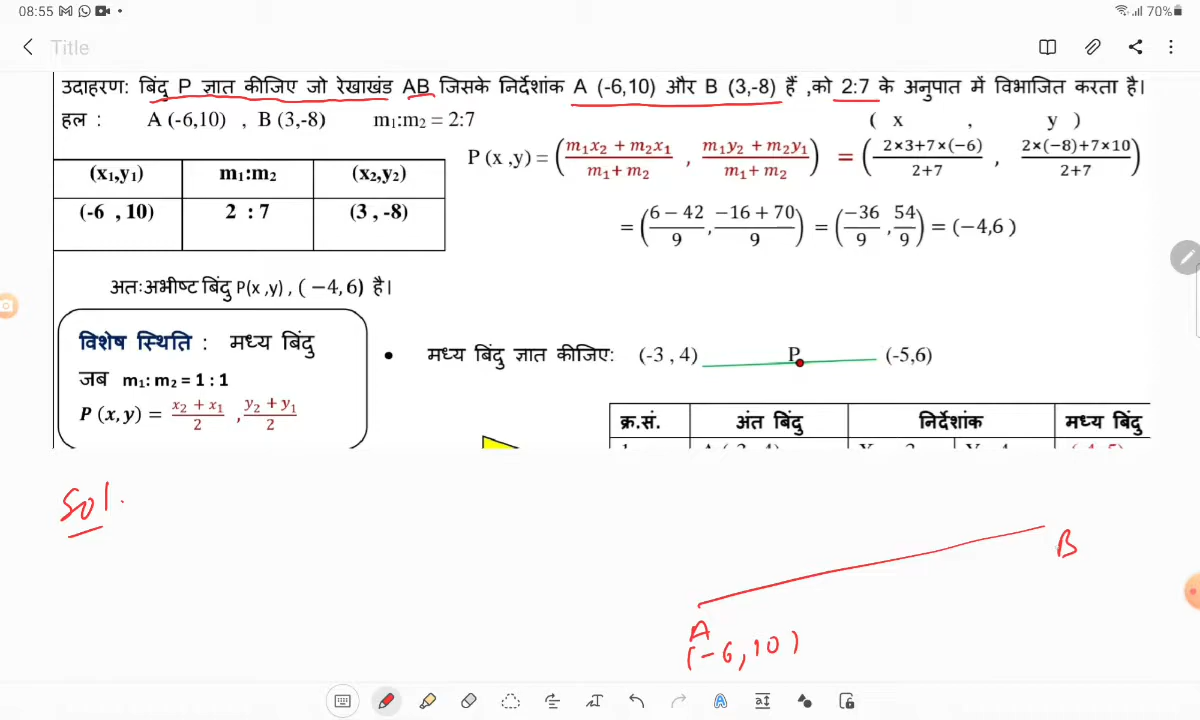 08:55 70%
Title
उदाहरण: बिंदु P ज्ञात कीजिए जो रेखाखंड AB जिसके निर्देशांक A (-6,10) और B (3,-8) हैं ,को 2:7 के अनुपात में विभाजित करता है।
हल : A (-6,10) , B (3,-8) m₁:m₂ = 2:7
( x , y )
P (x ,y) = ( (m₁x₂ + m₂x₁)/(m₁+ m₂) , (m₁y₂ + m₂y₁)/(m₁+ m₂) ) = ( (2×3+7×(−6))/(2+7) , (2×(−8)+7×10)/(2+7) )
(x₁,y₁) m₁:m₂ (x₂,y₂)
(-6 , 10) 2 : 7 (3 , -8)
= ( (6 − 42)/9 , (−16 + 70)/9 ) = ( −36/9 , 54/9 ) = (−4,6 )
अतःअभीष्ट बिंदु P(x ,y) , ( −4, 6) है।
विशेष स्थिति : मध्य बिंदु
जब m₁: m₂ = 1 : 1
P (x, y) = (x₂ + x₁)/2 , (y₂ + y₁)/2
• मध्य बिंदु ज्ञात कीजिए: (-3 , 4) P (-5,6)
क्र.सं. अंत बिंदु निर्देशांक मध्य बिंदु
Sol.
B
A
(-6, 10)